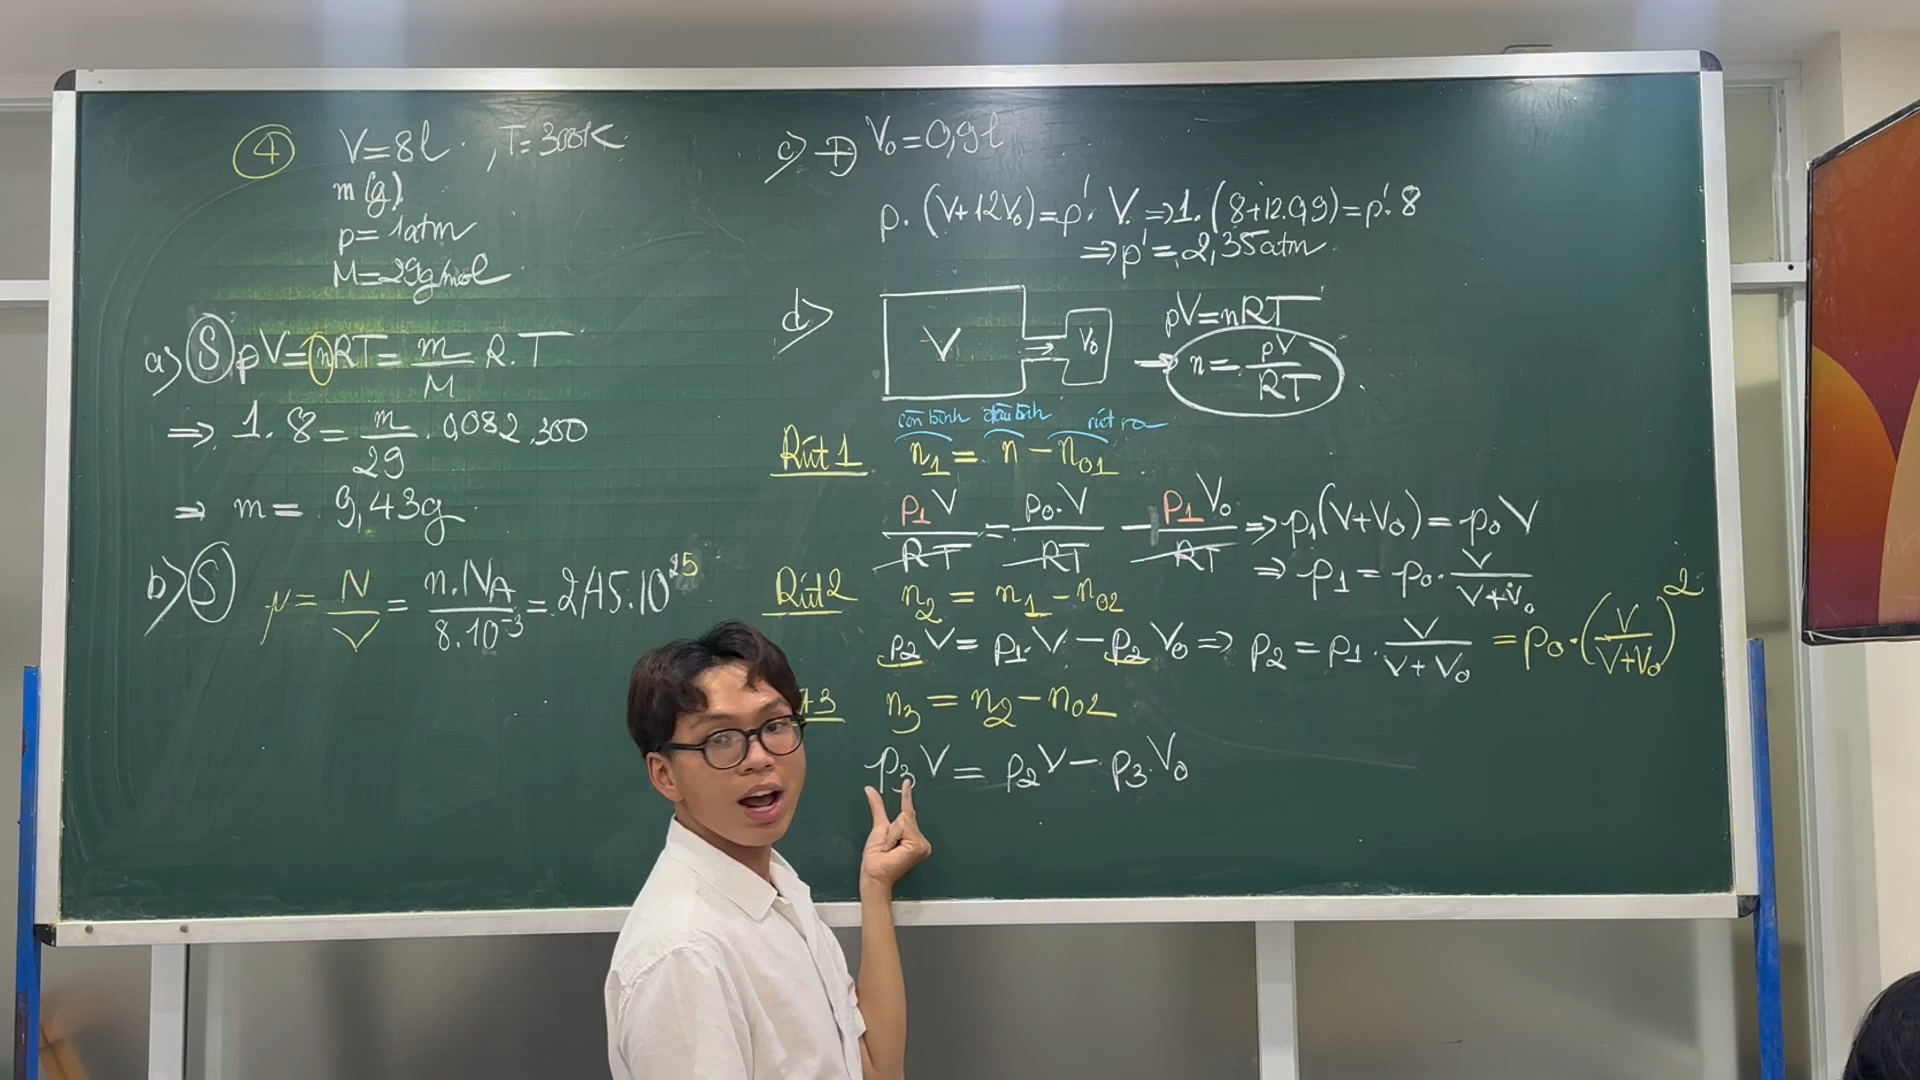 ④ V=8l , T=300K
m(g)
p=1atm
M=29g/mol
a) Ⓢ pV=nRT= m/M R.T
⇒ 1.8= m/29 . 0,082.300
⇒ m= 9,43g
b) Ⓢ μ= N/V = n.N_A/8.10⁻³ =2,45.10²⁵
c) Đ V₀=0,9l
p.(V+12V₀)=p'.V ⇒1.(8+12.0,9)=p'.8
⇒p'=2,35atm
d) V → V₀
pV=nRT
→ n= pV/RT
còn bình đầu bình rút ra
Rút 1 n₁ = n − n₀₁
p₁V/RT = p₀.V/RT − p₁V₀/RT ⇒p₁(V+V₀)=p₀V
⇒ p₁ = p₀. V/V+V₀
Rút 2 n₂ = n₁−n₀₂
p₂V= p₁.V −p₂V₀ ⇒ p₂ = p₁. V/V+V₀ =p₀.(V/V+V₀)²
3 n₃ = n₂−n₀₂
p₃V = p₂V− p₃.V₀